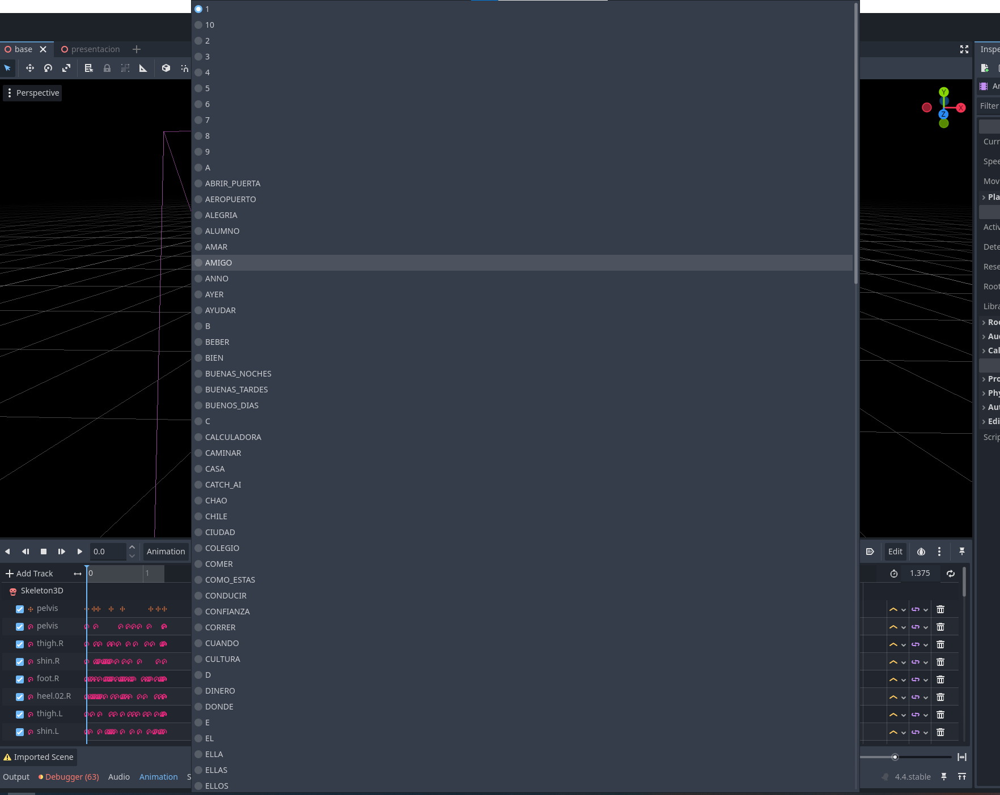 base
presentacion
Perspective
1
10
2
3
4
5
6
7
8
9
A
ABRIR_PUERTA
AEROPUERTO
ALEGRIA
ALUMNO
AMAR
AMIGO
ANNO
AYER
AYUDAR
B
BEBER
BIEN
BUENAS_NOCHES
BUENAS_TARDES
BUENOS_DIAS
C
CALCULADORA
CAMINAR
CASA
CATCH_AI
CHAO
CHILE
CIUDAD
COLEGIO
COMER
COMO_ESTAS
CONDUCIR
CONFIANZA
CORRER
CUANDO
CULTURA
D
DINERO
DONDE
E
EL
ELLA
ELLAS
ELLOS
Y
X
Z
Inspe
Ar
Filter
Curr
Spee
Mov
Pla
Activ
Dete
Rese
Root
Libra
Roo
Aud
Cal
Pro
Phy
Aut
Edi
Scrip
0.0
Animation
Edit
Add Track
0
1
1.375
Skeleton3D
pelvis
pelvis
thigh.R
shin.R
foot.R
heel.02.R
thigh.L
shin.L
Imported Scene
Output
Debugger (63)
Audio
Animation
S
4.4.stable